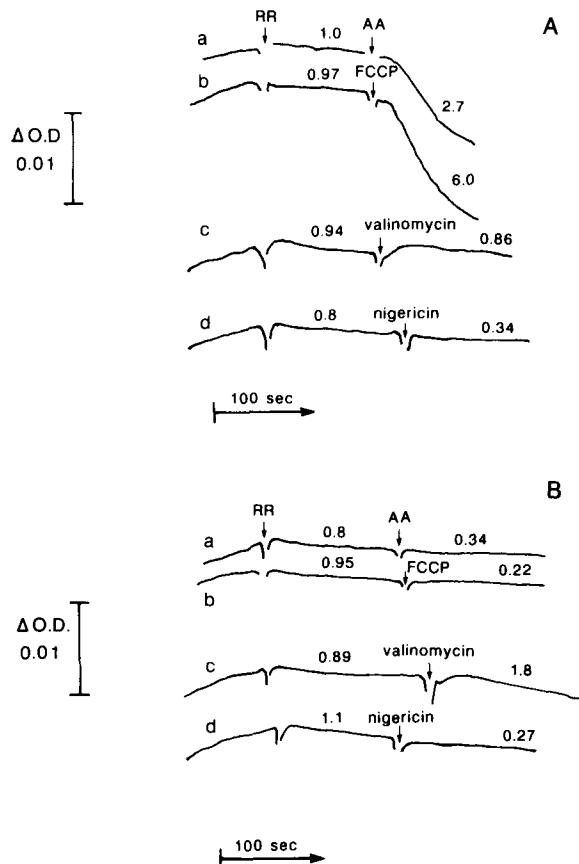 A
RR
AA
a
1.0
2.7
b
0.97
FCCP
6.0
Δ O.D
0.01
c
0.94
valinomycin
0.86
d
0.8
nigericin
0.34
100 sec
B
RR
AA
a
0.8
0.34
0.95
FCCP
0.22
b
Δ O.D.
0.01
c
0.89
valinomycin
1.8
d
1.1
nigericin
0.27
100 sec